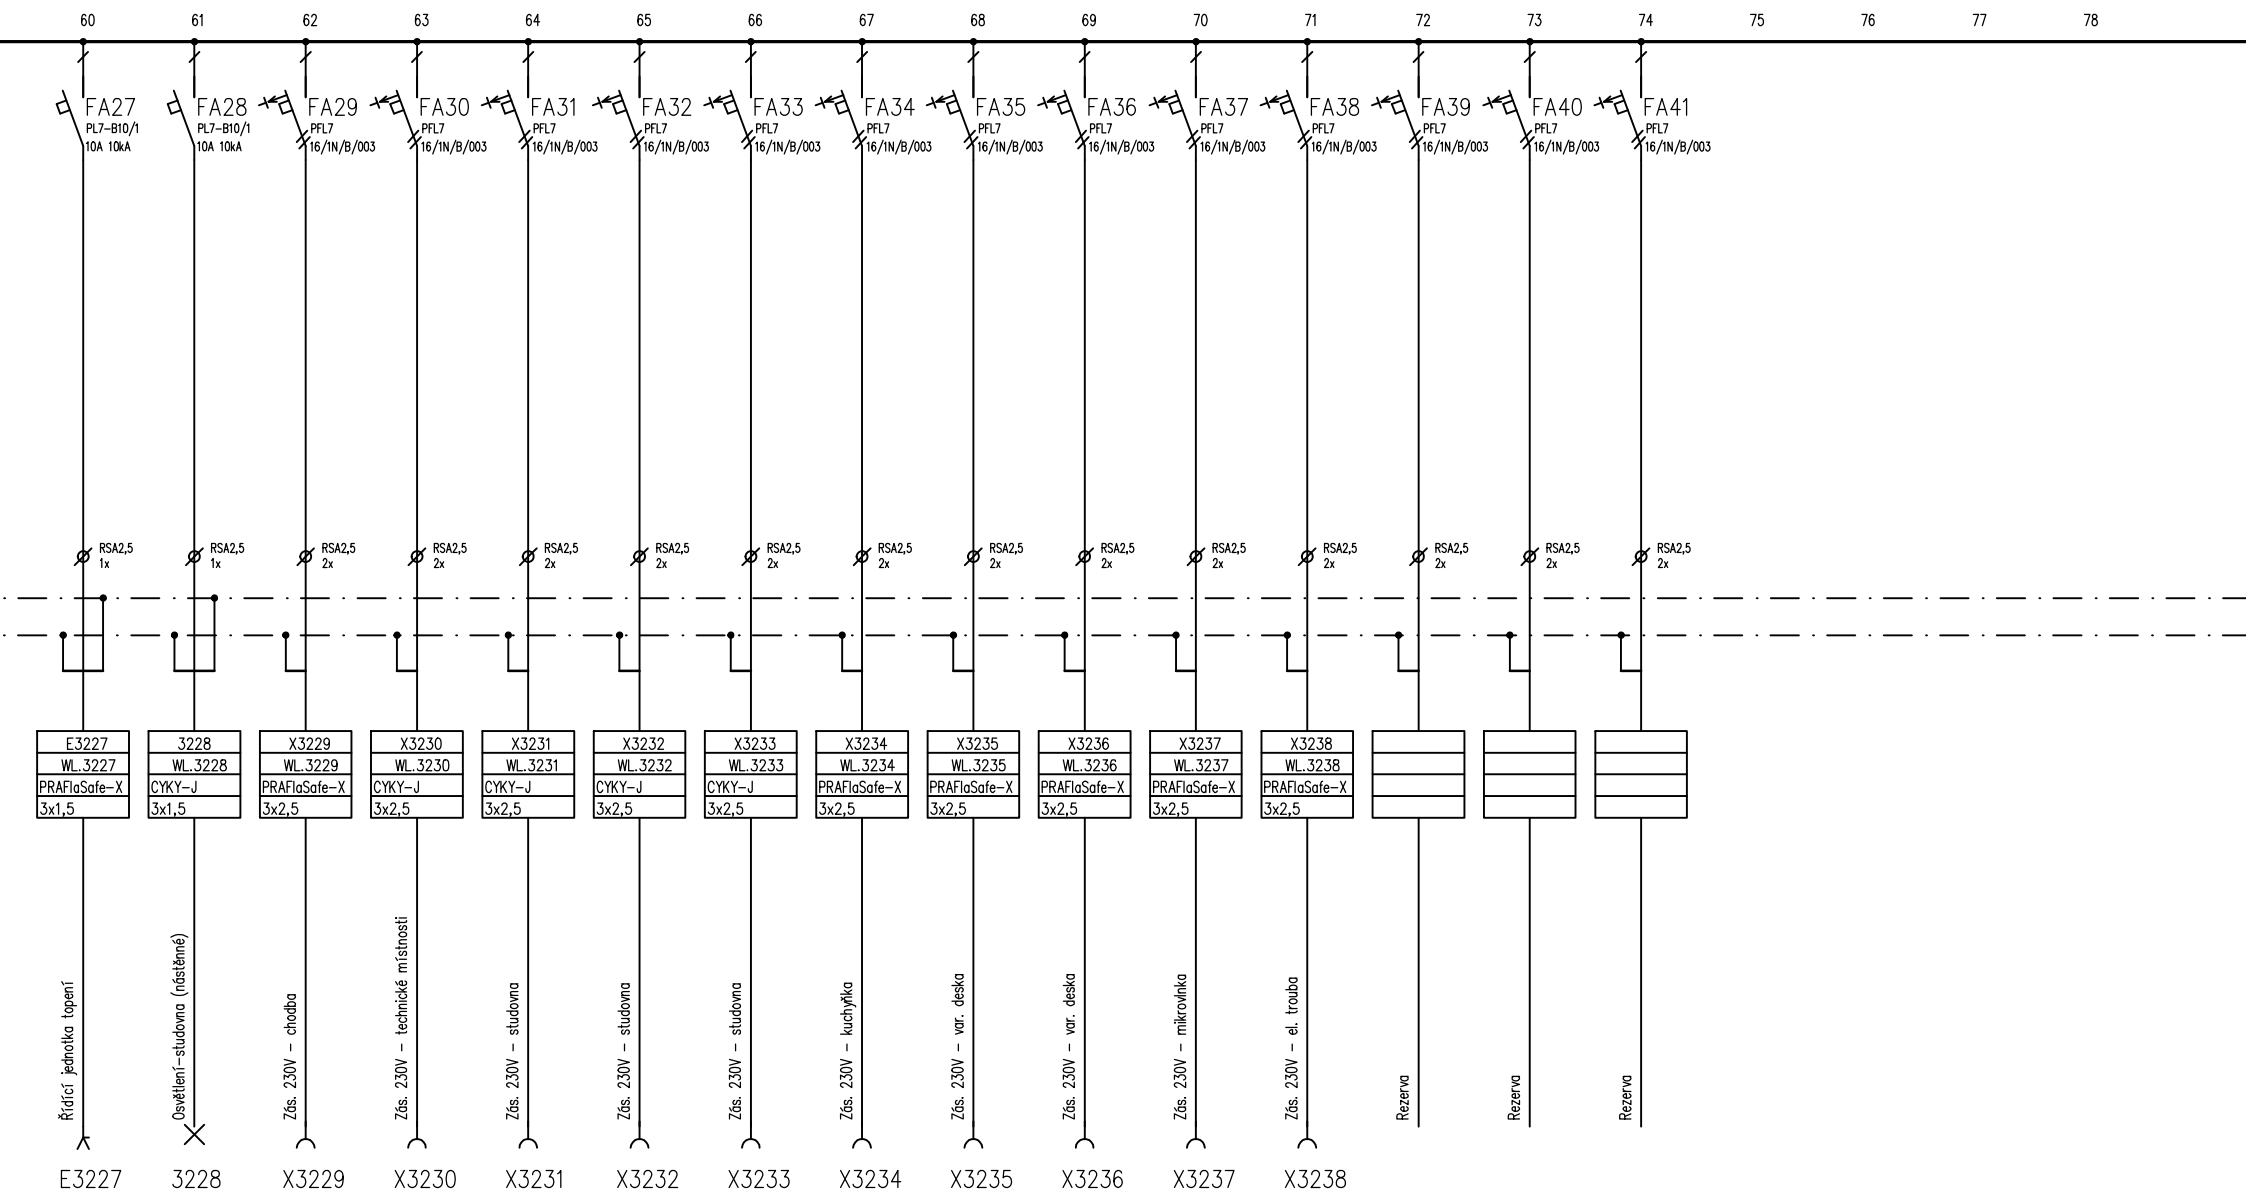 60 61 62 63 64 65 66 67 68 69 70 71 72 73 74 75 76 77 78
FA27 FA28 FA29 FA30 FA31 FA32 FA33 FA34 FA35 FA36 FA37 FA38 FA39 FA40 FA41
PL7-B10/1 PL7-B10/1 PFL7 PFL7 PFL7 PFL7 PFL7 PFL7 PFL7 PFL7 PFL7 PFL7 PFL7 PFL7 PFL7
10A 10kA 10A 10kA 16/1N/B/003 16/1N/B/003 16/1N/B/003 16/1N/B/003 16/1N/B/003 16/1N/B/003 16/1N/B/003 16/1N/B/003 16/1N/B/003 16/1N/B/003 16/1N/B/003 16/1N/B/003 16/1N/B/003
RSA2,5 RSA2,5 RSA2,5 RSA2,5 RSA2,5 RSA2,5 RSA2,5 RSA2,5 RSA2,5 RSA2,5 RSA2,5 RSA2,5 RSA2,5 RSA2,5 RSA2,5
1x 1x 2x 2x 2x 2x 2x 2x 2x 2x 2x 2x 2x 2x 2x
E3227 3228 X3229 X3230 X3231 X3232 X3233 X3234 X3235 X3236 X3237 X3238
WL.3227 WL.3228 WL.3229 WL.3230 WL.3231 WL.3232 WL.3233 WL.3234 WL.3235 WL.3236 WL.3237 WL.3238
PRAFlaSafe-X CYKY-J PRAFlaSafe-X CYKY-J CYKY-J CYKY-J CYKY-J PRAFlaSafe-X PRAFlaSafe-X PRAFlaSafe-X PRAFlaSafe-X PRAFlaSafe-X
3x1,5 3x1,5 3x2,5 3x2,5 3x2,5 3x2,5 3x2,5 3x2,5 3x2,5 3x2,5 3x2,5 3x2,5
Řídící jednotka topení
Osvětlení-studovna (nástěnné)
Zás. 230V - chodba
Zás. 230V - technické místnosti
Zás. 230V - studovna
Zás. 230V - studovna
Zás. 230V - studovna
Zás. 230V - kuchyňka
Zás. 230V - var. deska
Zás. 230V - var. deska
Zás. 230V - mikrovlnka
Zás. 230V - el. trouba
Rezerva
Rezerva
Rezerva
E3227 3228 X3229 X3230 X3231 X3232 X3233 X3234 X3235 X3236 X3237 X3238